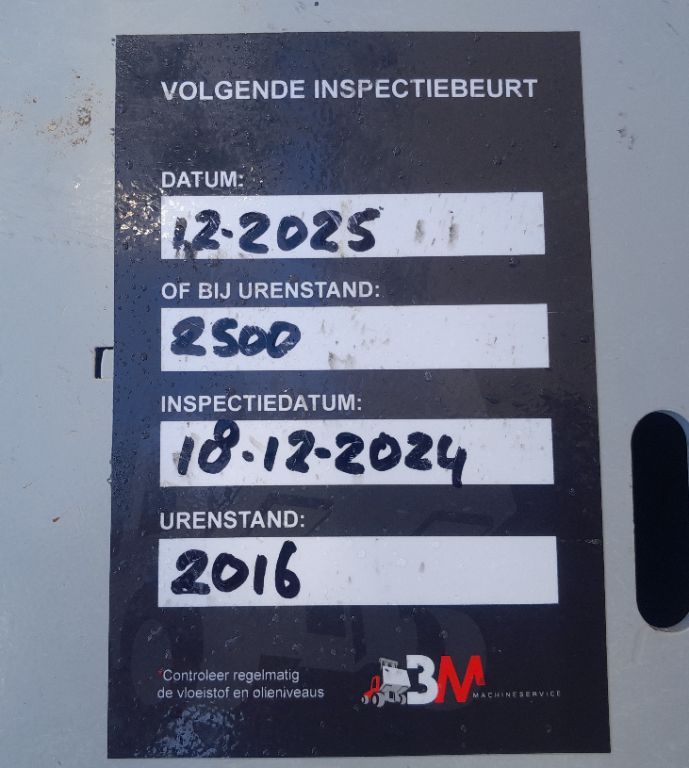 VOLGENDE INSPECTIEBEURT
DATUM:
12-2025
OF BIJ URENSTAND:
2500
INSPECTIEDATUM:
18-12-2024
URENSTAND:
2016
*Controleer regelmatig
de vloeistof en olieniveaus
BM
MACHINESERVICE